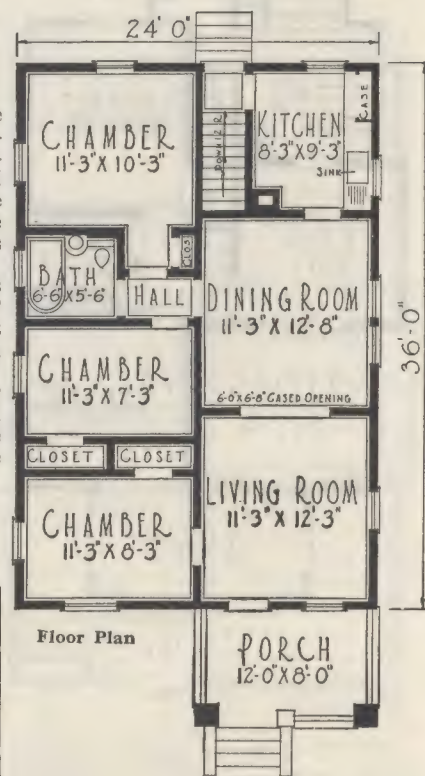 24' 0"
CHAMBER
11'-3" X 10'-3"
DOWN 12 R
KITCHEN
8'-3" X 9'-3"
CASE
SINK
CLOS
BATH
6'-6" X 5'-6"
HALL
DINING ROOM
11'-3" X 12'-8"
36'-0"
6'-0 X 6'-8" CASED OPENING
CHAMBER
11'-3" X 7'-3"
CLOSET
CLOSET
CHAMBER
11'-3" X 8'-3"
LIVING ROOM
11'-3" X 12'-3"
Floor Plan
PORCH
12'-0" X 8'-0"